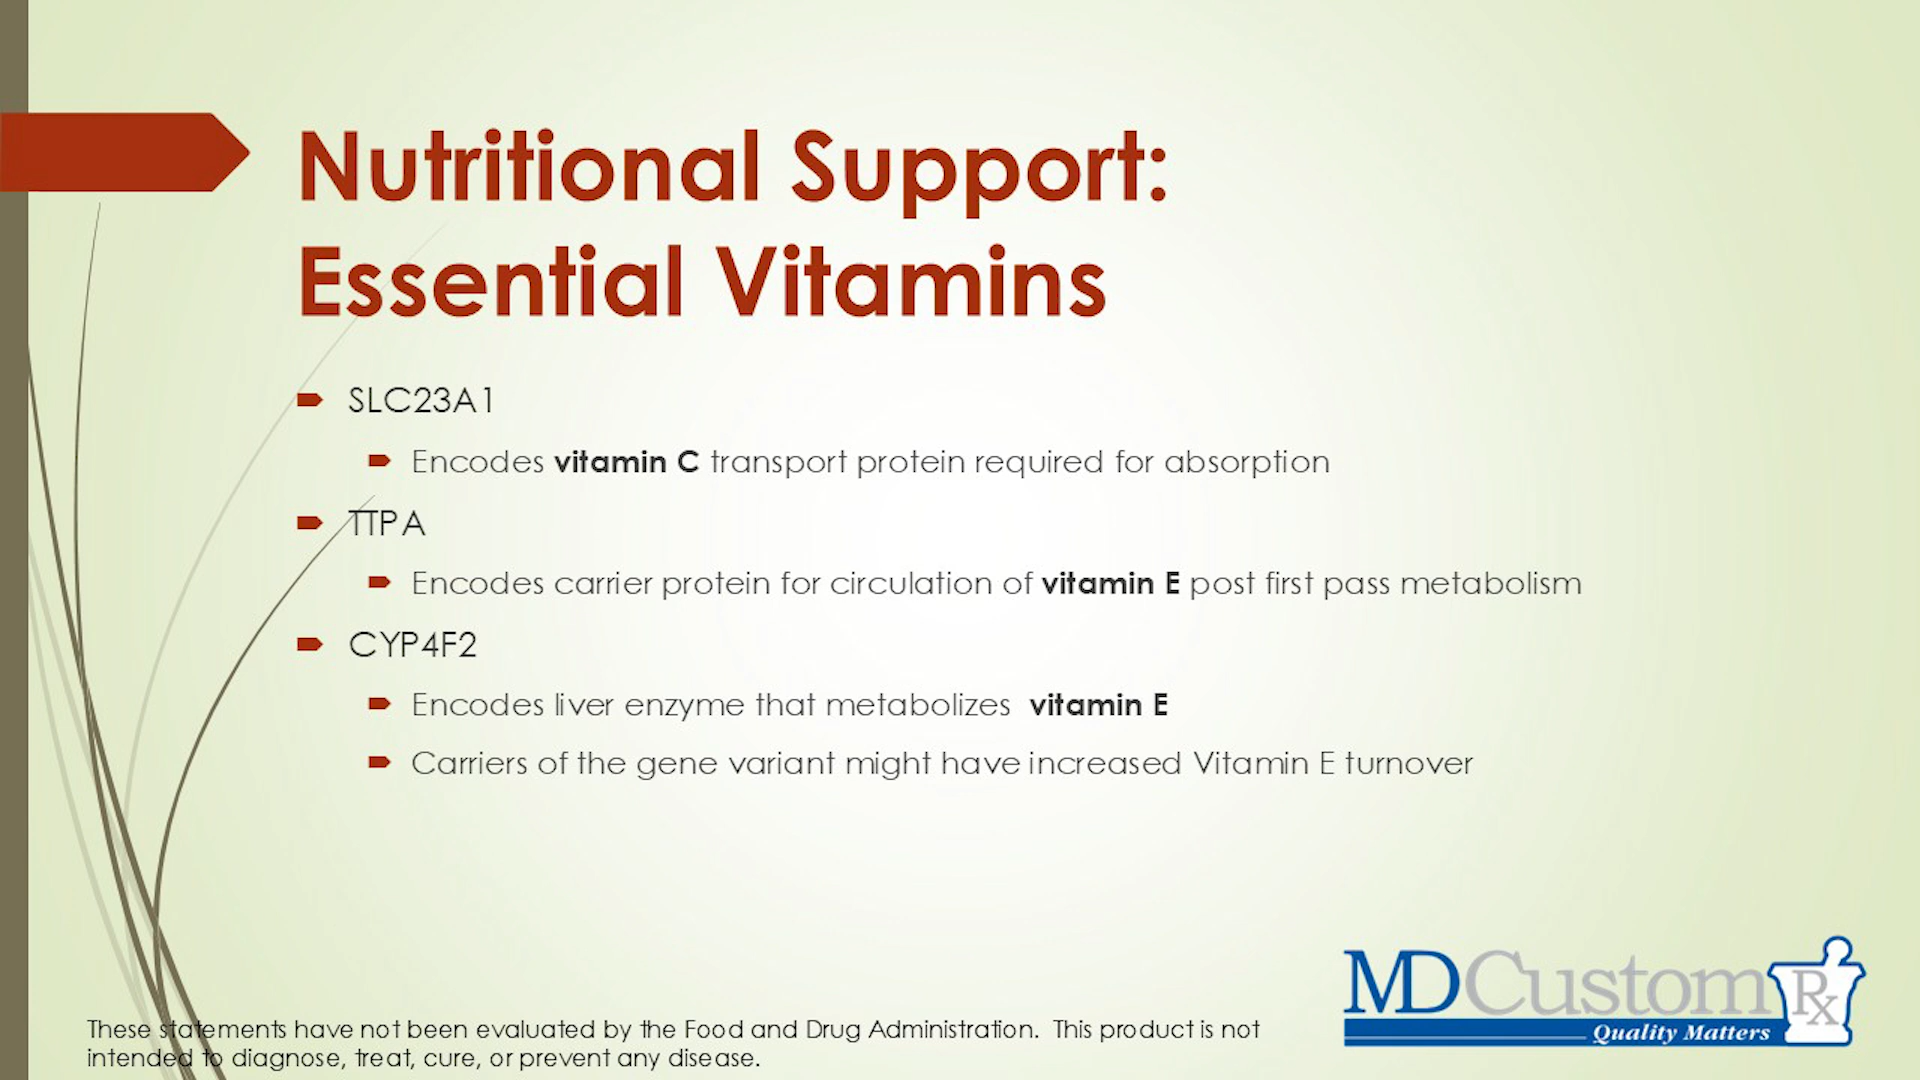 Nutritional Support:
Essential Vitamins
SLC23A1
Encodes vitamin C transport protein required for absorption
TTPA
Encodes carrier protein for circulation of vitamin E post first pass metabolism
CYP4F2
Encodes liver enzyme that metabolizes  vitamin E
Carriers of the gene variant might have increased Vitamin E turnover
MDCustom Rx
Quality Matters
These statements have not been evaluated by the Food and Drug Administration.  This product is not
intended to diagnose, treat, cure, or prevent any disease.